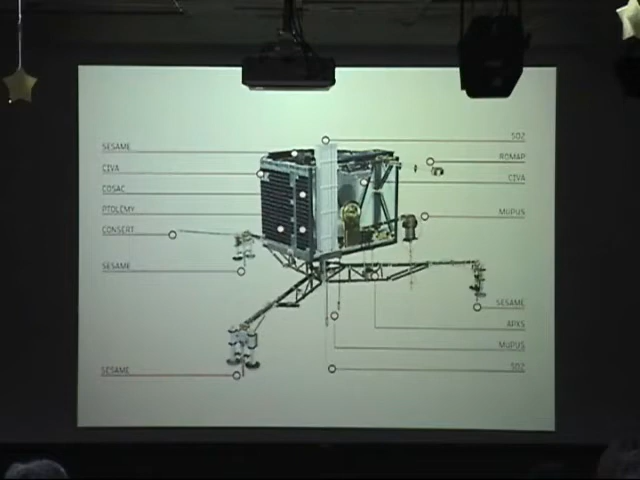 SESAME
CIVA
COSAC
PTOLEMY
CONSERT
SESAME
SESAME
SD2
ROMAP
CIVA
MUPUS
SESAME
APXS
MUPUS
SD2